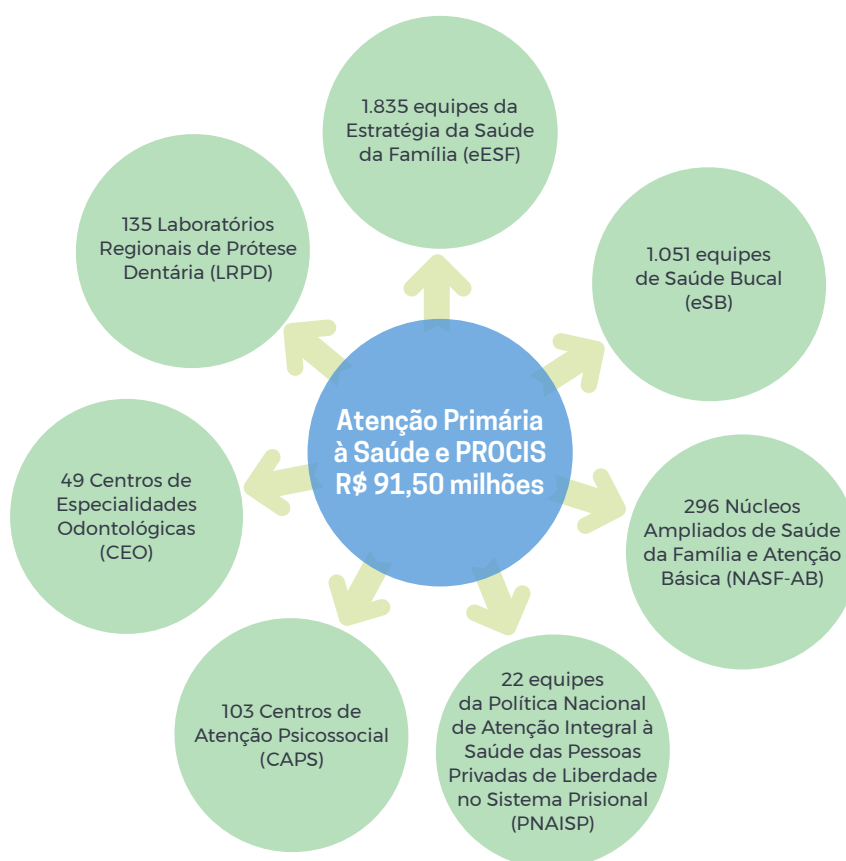 1.835 equipes da
Estratégia da Saúde
da Família (eESF)
135 Laboratórios
Regionais de Prótese
Dentária (LRPD)
1.051 equipes
de Saúde Bucal
(eSB)
Atenção Primária
à Saúde e PROCIS
R$ 91,50 milhões
49 Centros de
Especialidades
Odontológicas
(CEO)
296 Núcleos
Ampliados de Saúde
da Família e Atenção
Básica (NASF-AB)
103 Centros de
Atenção Psicossocial
(CAPS)
22 equipes
da Política Nacional
de Atenção Integral à
Saúde das Pessoas
Privadas de Liberdade
no Sistema Prisional
(PNAISP)